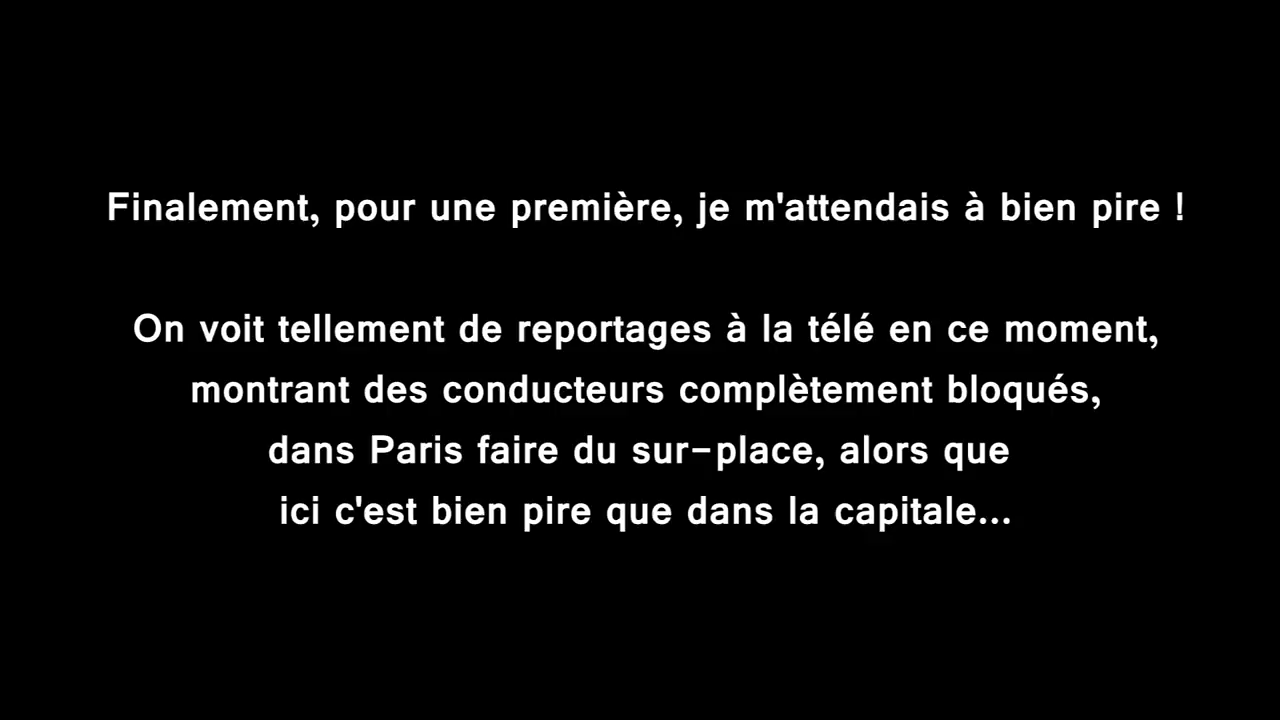 Finalement, pour une première, je m'attendais à bien pire !
On voit tellement de reportages à la télé en ce moment,
montrant des conducteurs complètement bloqués,
dans Paris faire du sur-place, alors que
ici c'est bien pire que dans la capitale...